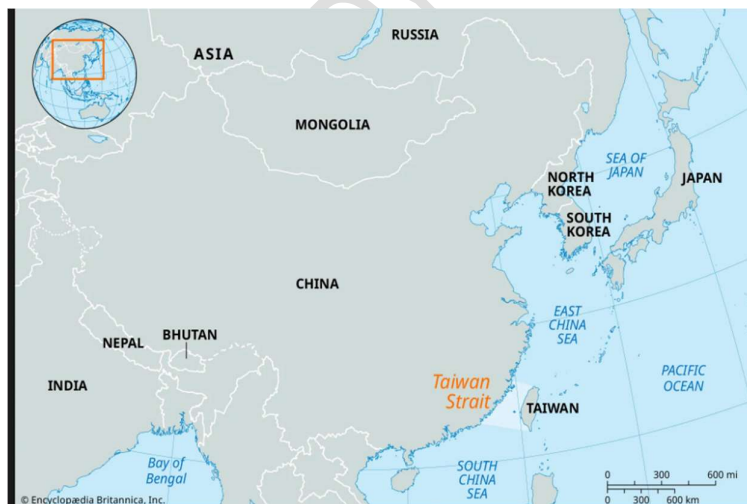 RUSSIA
ASIA
MONGOLIA
SEA OF
JAPAN
JAPAN
NORTH
KOREA
SOUTH
KOREA
CHINA
EAST
CHINA
SEA
NEPAL
BHUTAN
INDIA
Taiwan
Strait
TAIWAN
PACIFIC
OCEAN
Bay of
Bengal
SOUTH
CHINA
SEA
0 300 600 mi
0 300 600 km
© Encyclopædia Britannica, Inc.